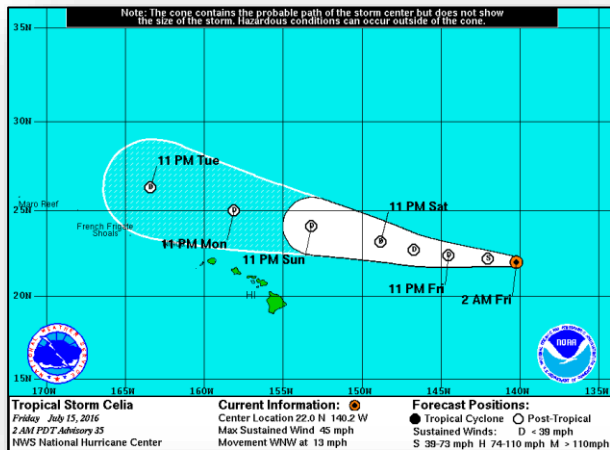 Note: The cone contains the probable path of the storm center but does not show
the size of the storm. Hazardous conditions can occur outside of the cone.
35N
30N
11 PM Tue
Maro Reef
25N
11 PM Sat
French Frigate
Shoals
11 PM Mon
11 PM Sun
11 PM Fri
2 AM Fri
HI
20N
NOAA
15N
170W 165W 160W 155W 150W 145W 140W 135W
D D D D D D S
Tropical Storm Celia
Friday July 15, 2016
2 AM PDT Advisory 35
NWS National Hurricane Center
Current Information:
Center Location 22.0 N 140.2 W
Max Sustained Wind 45 mph
Movement WNW at 13 mph
Forecast Positions:
Tropical Cyclone Post-Tropical
Sustained Winds: D < 39 mph
S 39-73 mph H 74-110 mph M > 110mph